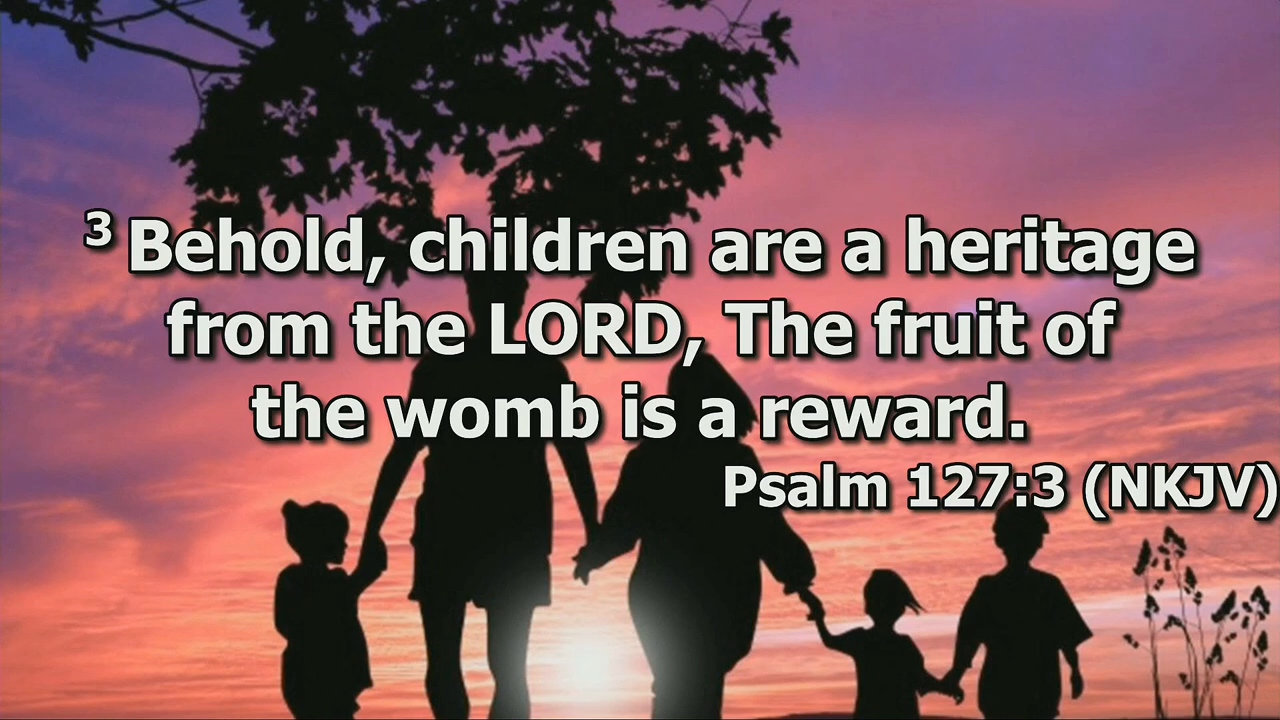 3 Behold, children are a heritage
from the LORD, The fruit of
the womb is a reward.
Psalm 127:3 (NKJV)